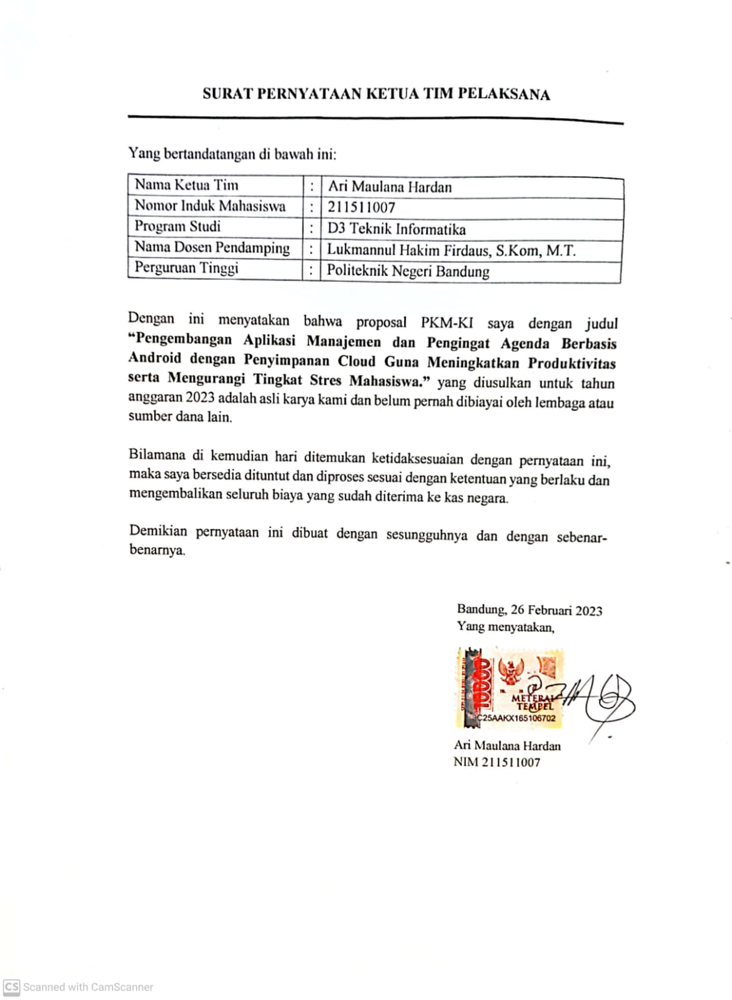 SURAT PERNYATAAN KETUA TIM PELAKSANA
Yang bertandatangan di bawah ini:
Nama Ketua Tim : Ari Maulana Hardan
Nomor Induk Mahasiswa : 211511007
Program Studi : D3 Teknik Informatika
Nama Dosen Pendamping : Lukmannul Hakim Firdaus, S.Kom, M.T.
Perguruan Tinggi : Politeknik Negeri Bandung
Dengan ini menyatakan bahwa proposal PKM-KI saya dengan judul
“Pengembangan Aplikasi Manajemen dan Pengingat Agenda Berbasis
Android dengan Penyimpanan Cloud Guna Meningkatkan Produktivitas
serta Mengurangi Tingkat Stres Mahasiswa.” yang diusulkan untuk tahun
anggaran 2023 adalah asli karya kami dan belum pernah dibiayai oleh lembaga atau
sumber dana lain.
Bilamana di kemudian hari ditemukan ketidaksesuaian dengan pernyataan ini,
maka saya bersedia dituntut dan diproses sesuai dengan ketentuan yang berlaku dan
mengembalikan seluruh biaya yang sudah diterima ke kas negara.
Demikian pernyataan ini dibuat dengan sesungguhnya dan dengan sebenar-
benarnya.
Bandung, 26 Februari 2023
Yang menyatakan,
10000
METERAI
TEMPEL
C25AAKX165106702
Ari Maulana Hardan
NIM 211511007
CS Scanned with CamScanner